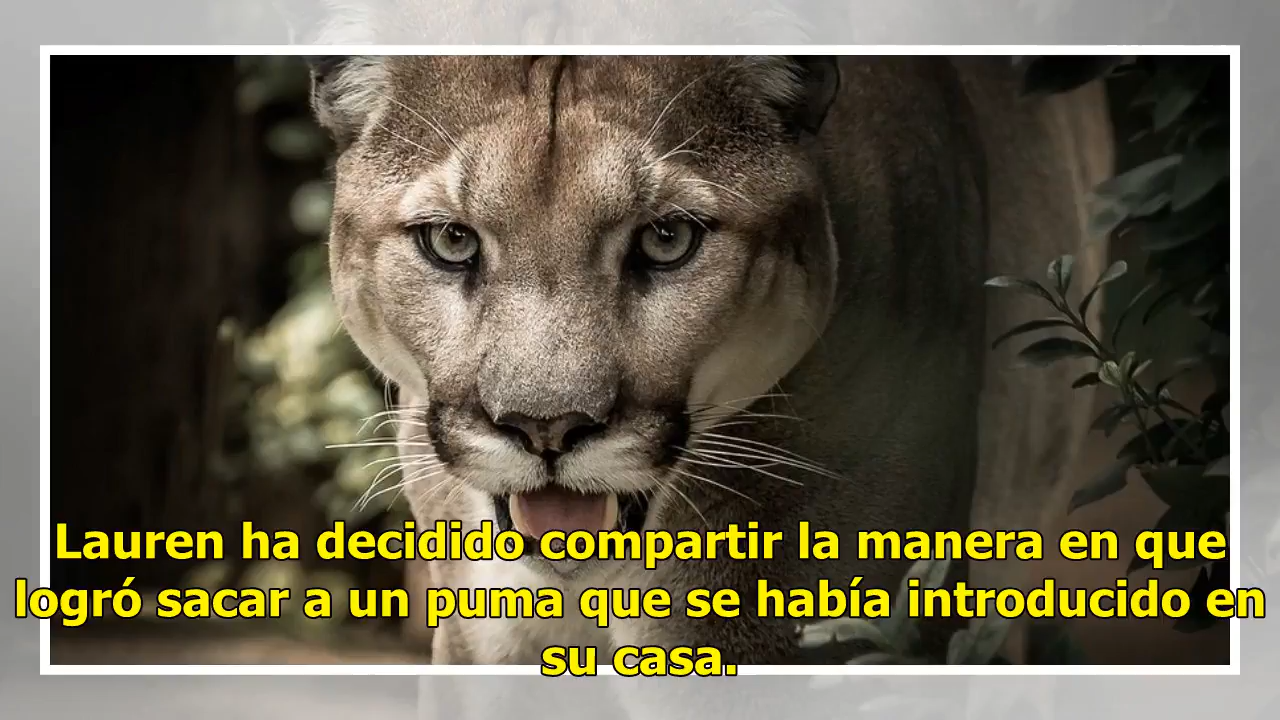 Lauren ha decidido compartir la manera en que
logró sacar a un puma que se había introducido en
su casa.